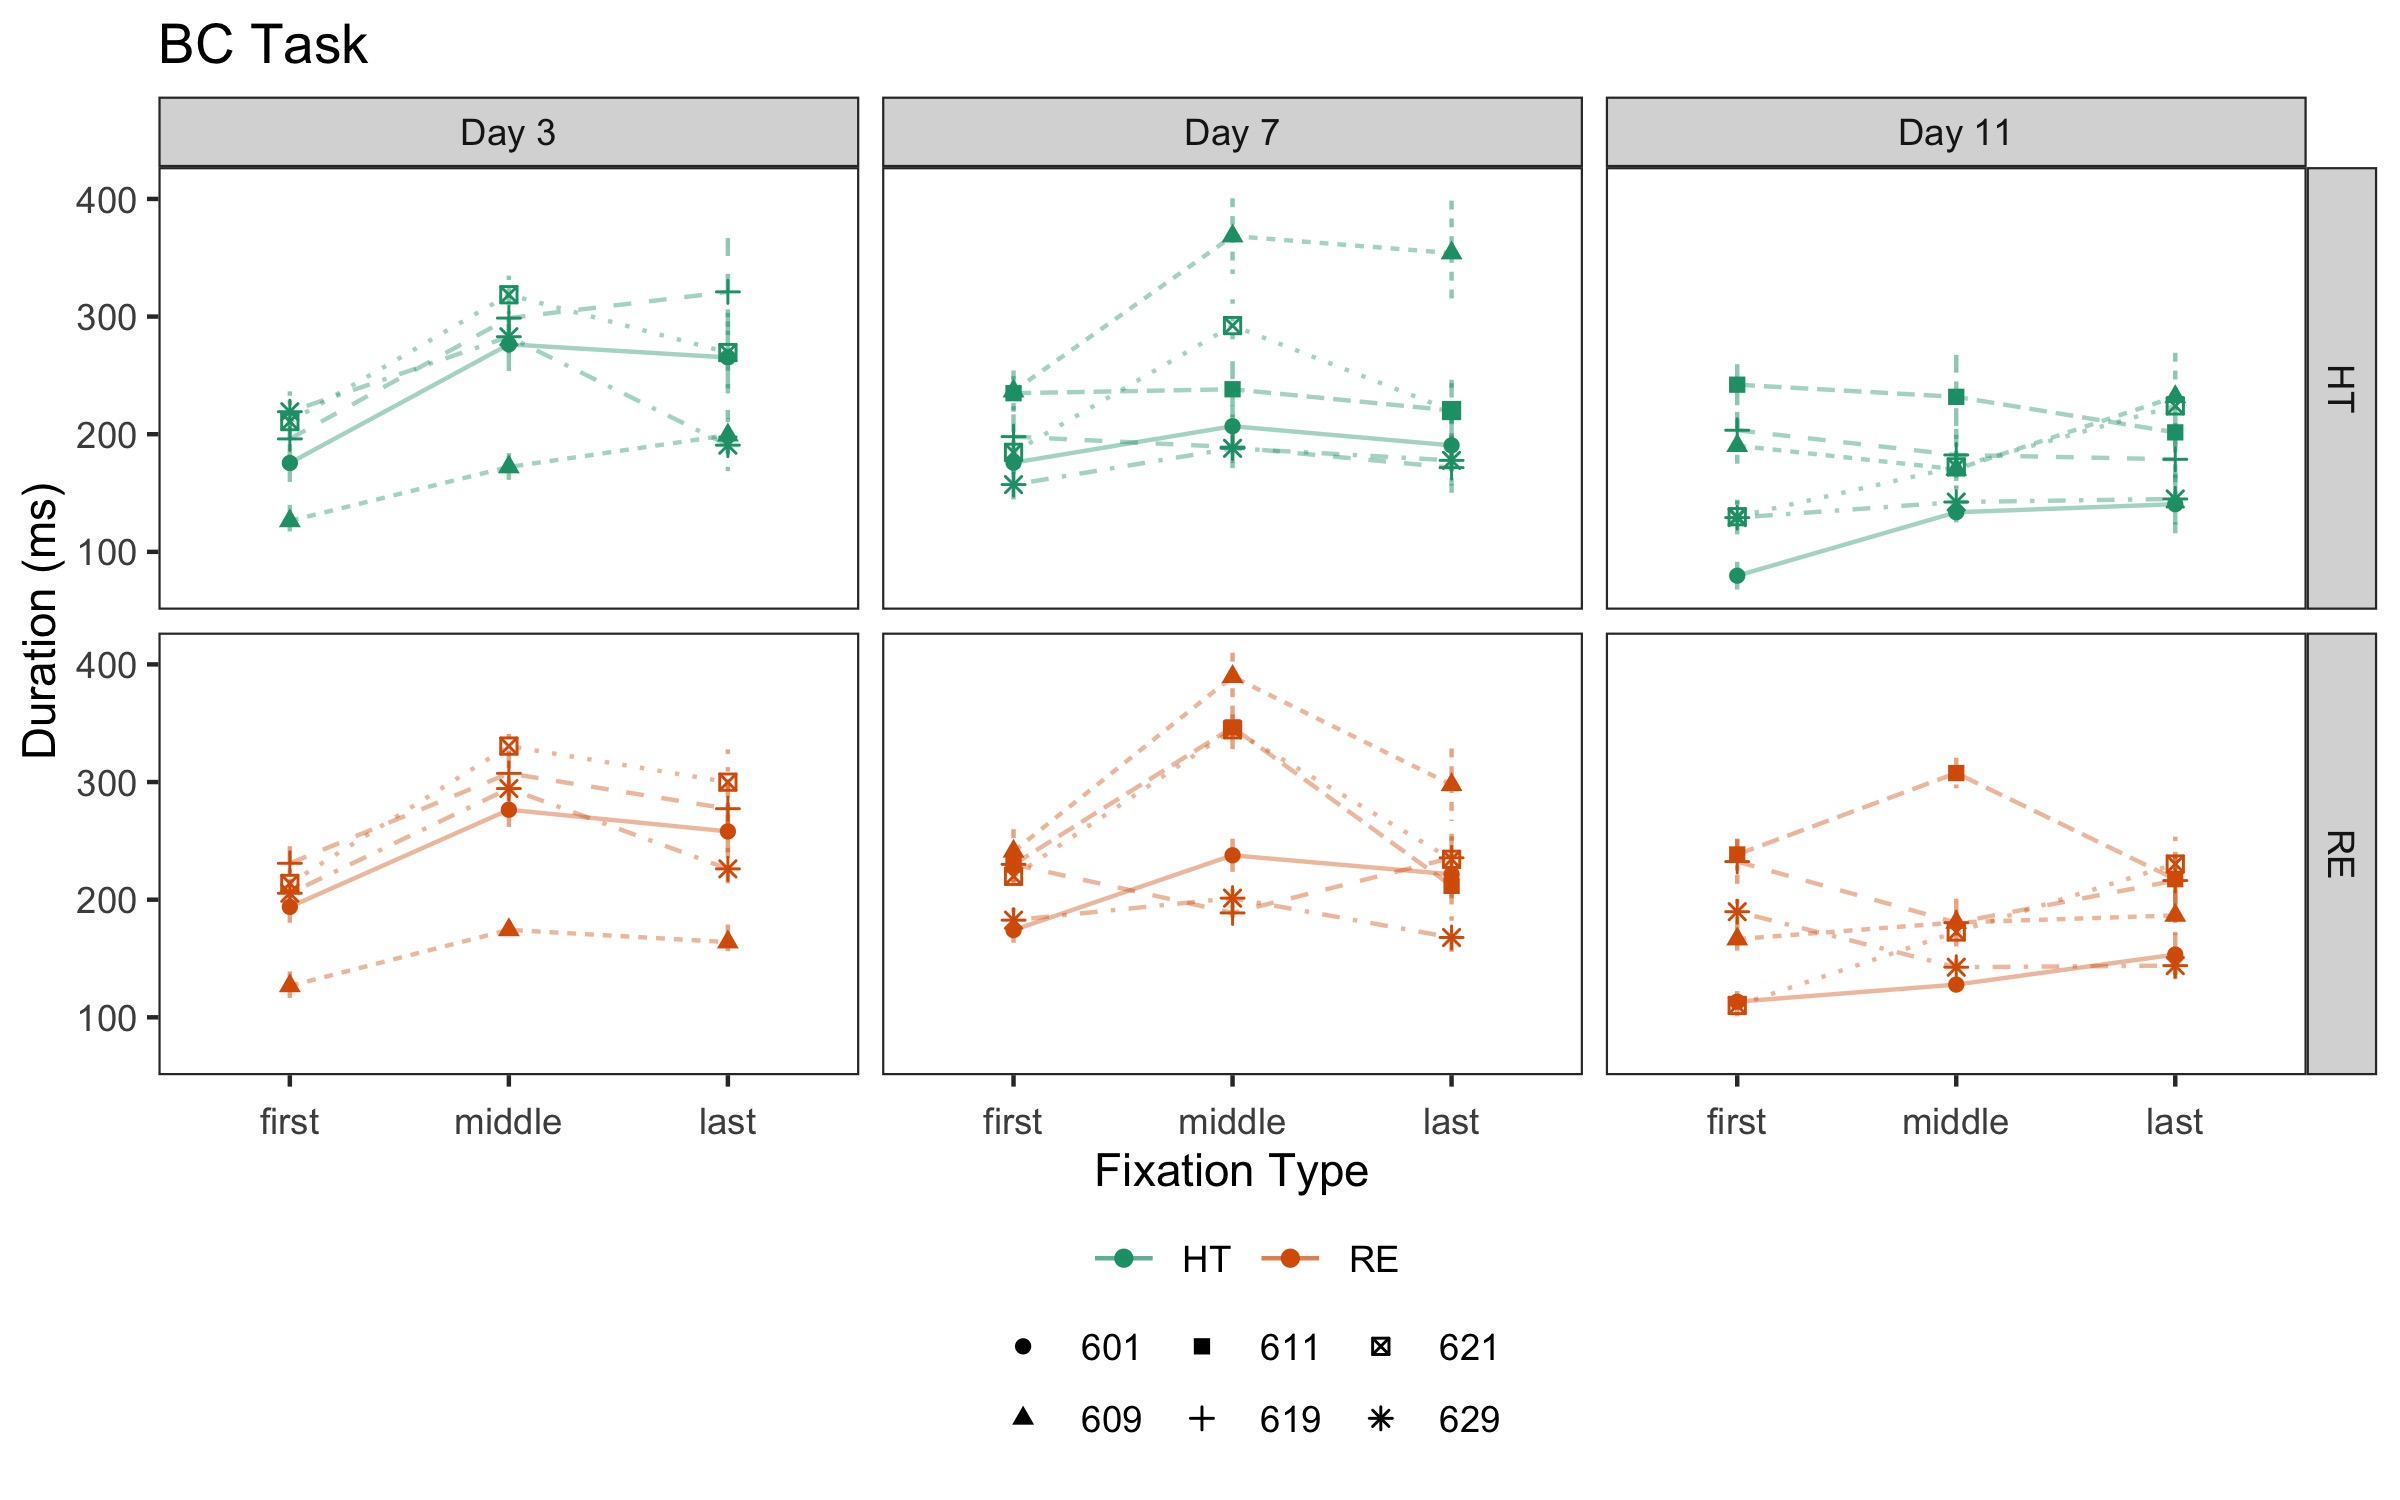 BC Task
Day 3 Day 7 Day 11
400
300
200
100
HT
400
300
200
100
RE
Duration (ms)
first middle last first middle last first middle last
Fixation Type
HT RE
601 611 621
609 619 629